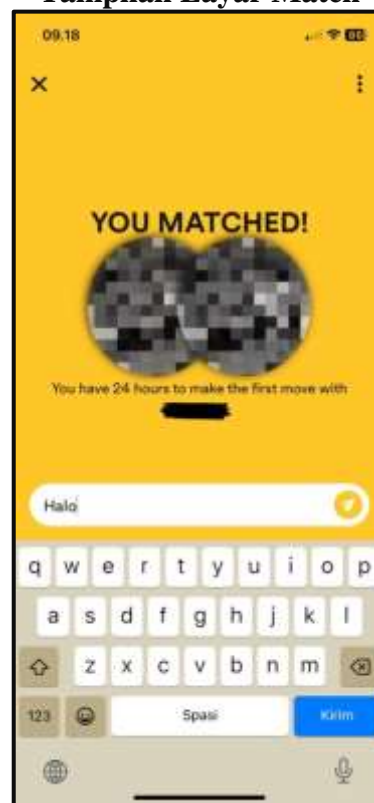 Tampilan Layar Match
09.18
YOU MATCHED!
You have 24 hours to make the first move with
Halo
q w e r t y u i o p
a s d f g h j k l
z x c v b n m
123 Spasi Kirim